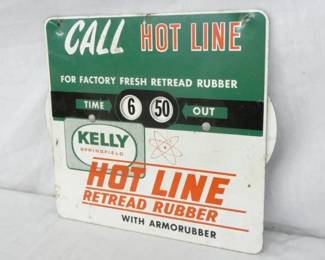 CALL HOT LINE
FOR FACTORY FRESH RETREAD RUBBER
TIME 6 50 OUT
KELLY
SPRINGFIELD
HOT LINE
RETREAD RUBBER
WITH ARMORUBBER